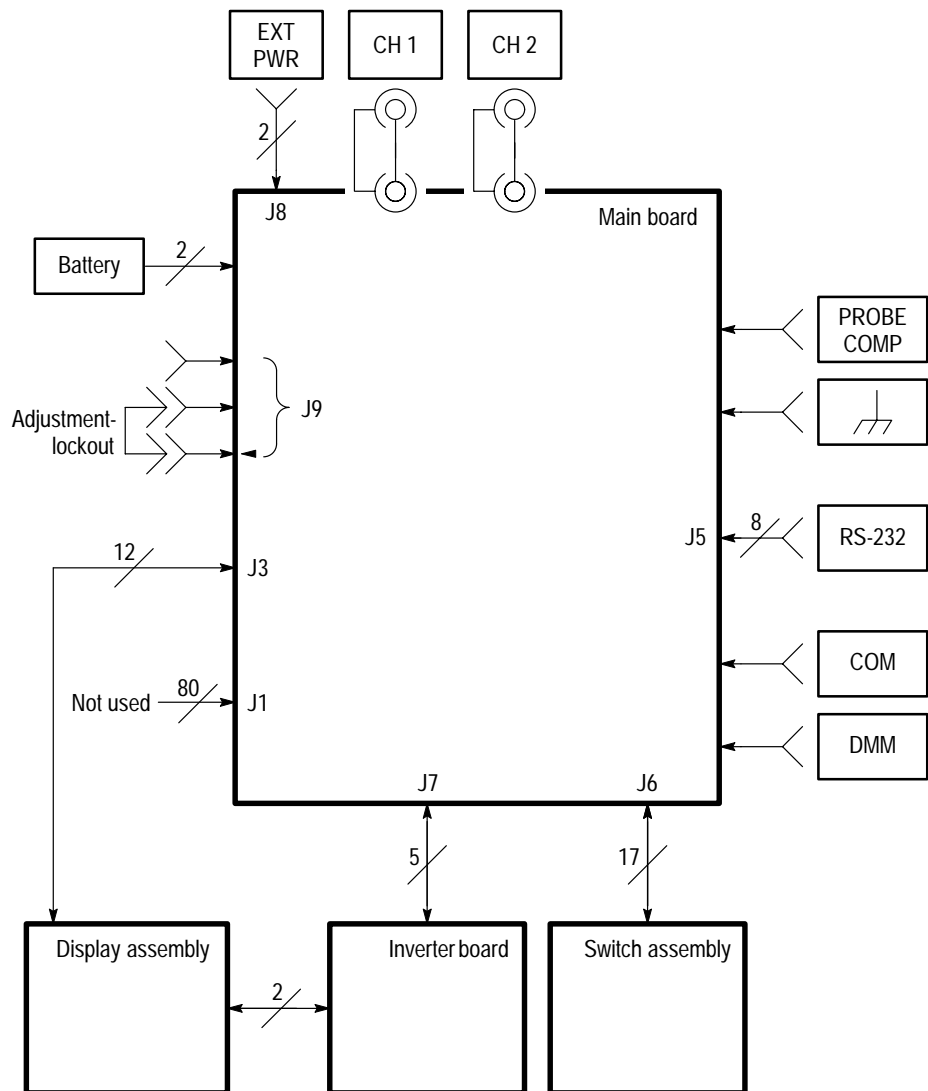 EXT
PWR
CH 1
CH 2
2
J8
Main board
Battery
2
PROBE
COMP
J9
Adjustment-
lockout
J5
8
RS-232
12
J3
COM
Not used
80
J1
DMM
J7
J6
5
17
Display assembly
Inverter board
Switch assembly
2